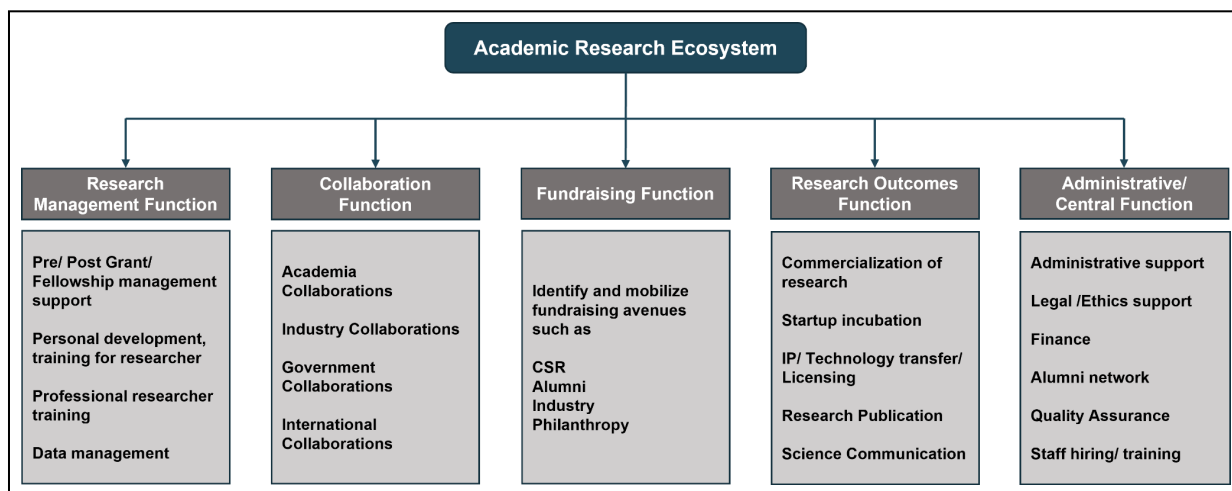 Academic Research Ecosystem
Research
Management Function
Pre/ Post Grant/
Fellowship management
support
Personal development,
training for researcher
Professional researcher
training
Data management
Collaboration
Function
Academia
Collaborations
Industry Collaborations
Government
Collaborations
International
Collaborations
Fundraising Function
Identify and mobilize
fundraising avenues
such as
CSR
Alumni
Industry
Philanthropy
Research Outcomes
Function
Commercialization of
research
Startup incubation
IP/ Technology transfer/
Licensing
Research Publication
Science Communication
Administrative/
Central Function
Administrative support
Legal /Ethics support
Finance
Alumni network
Quality Assurance
Staff hiring/ training